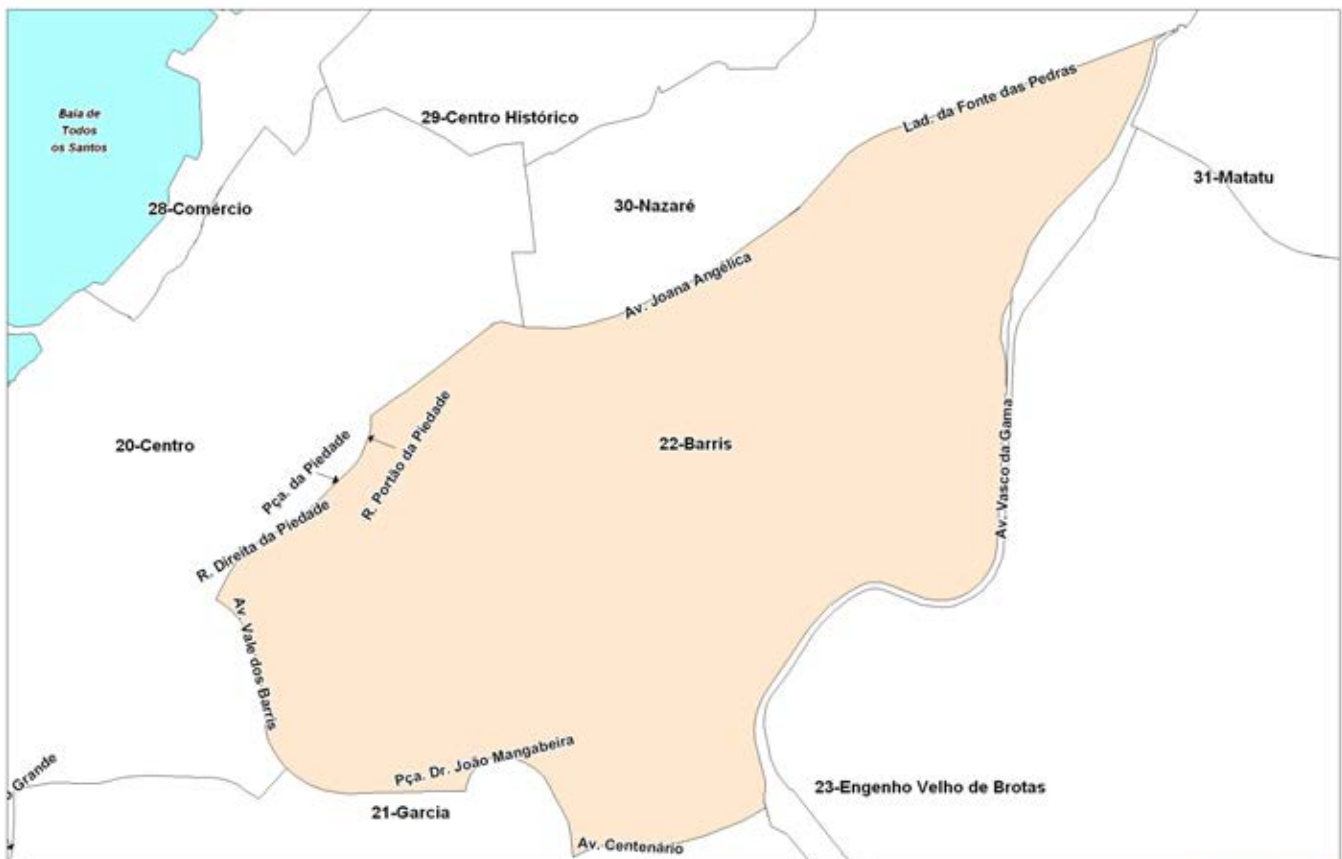 Lad. da Fonte das Pedras
Baía de
Todos
os Santos
29-Centro Histórico
31-Matatu
28-Comércio
30-Nazaré
Av. Joana Angélica
20-Centro
Pça. da Piedade
R. Portão da Piedade
22-Barris
Av. Vasco da Gama
R. Direita da Piedade
Av. Vale dos Barris
Pça. Dr. João Mangabeira
Grande
21-Garcia
23-Engenho Velho de Brotas
Av. Centenário